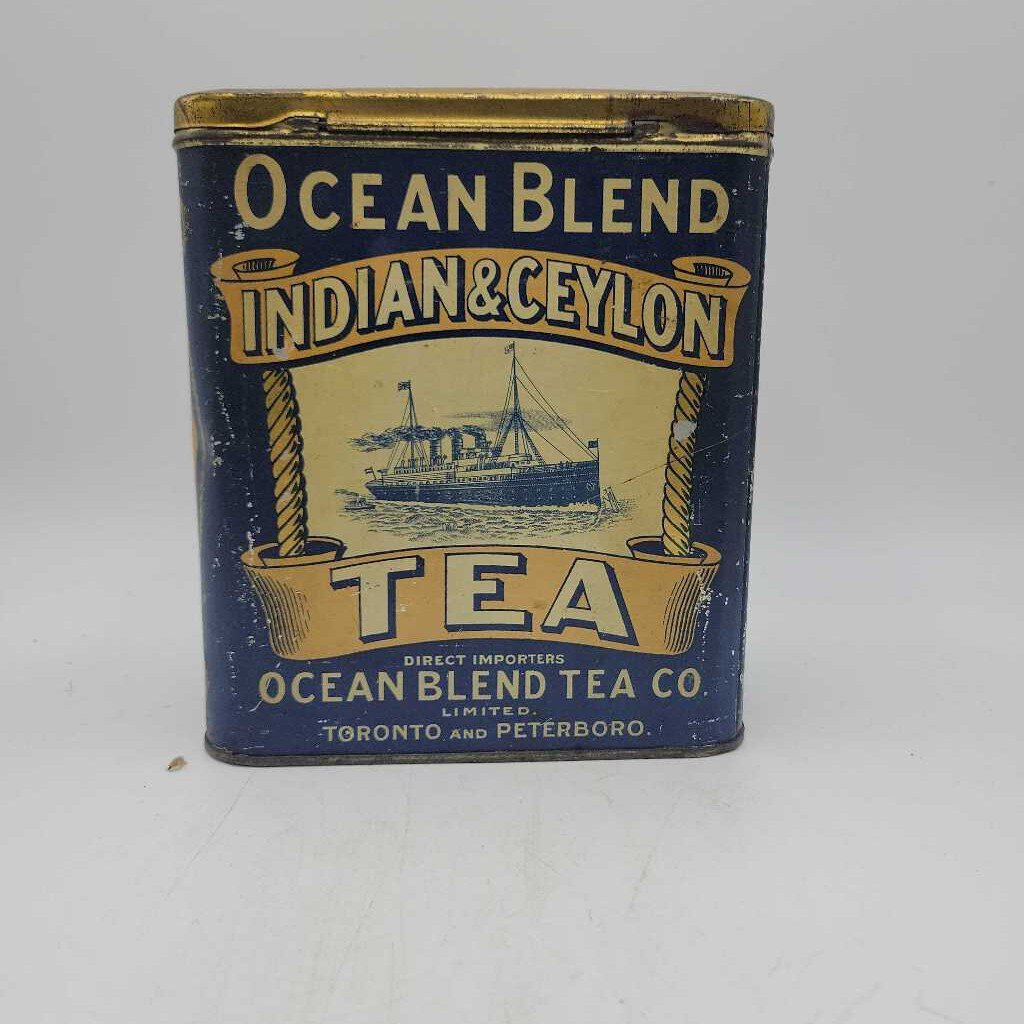 OCEAN BLEND
INDIAN & CEYLON
TEA
DIRECT IMPORTERS
OCEAN BLEND TEA CO.
LIMITED.
TORONTO AND PETERBORO.